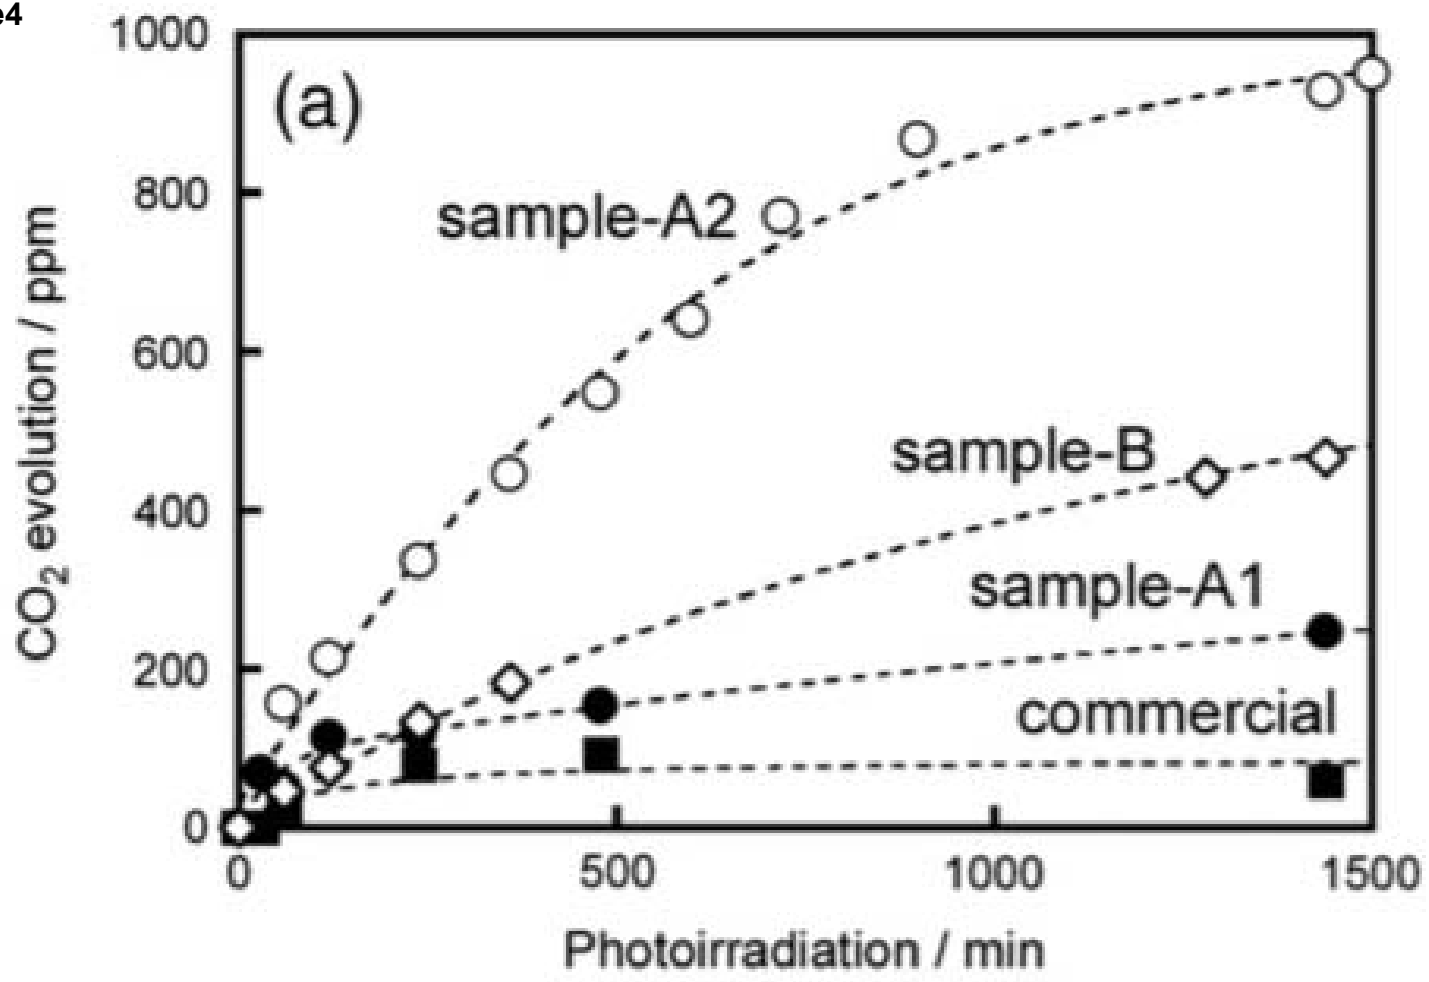 e4
1000
(a)
800
sample-A2
600
sample-B
400
sample-A1
200
commercial
0
0 500 1000 1500
CO₂ evolution / ppm
Photoirradiation / min